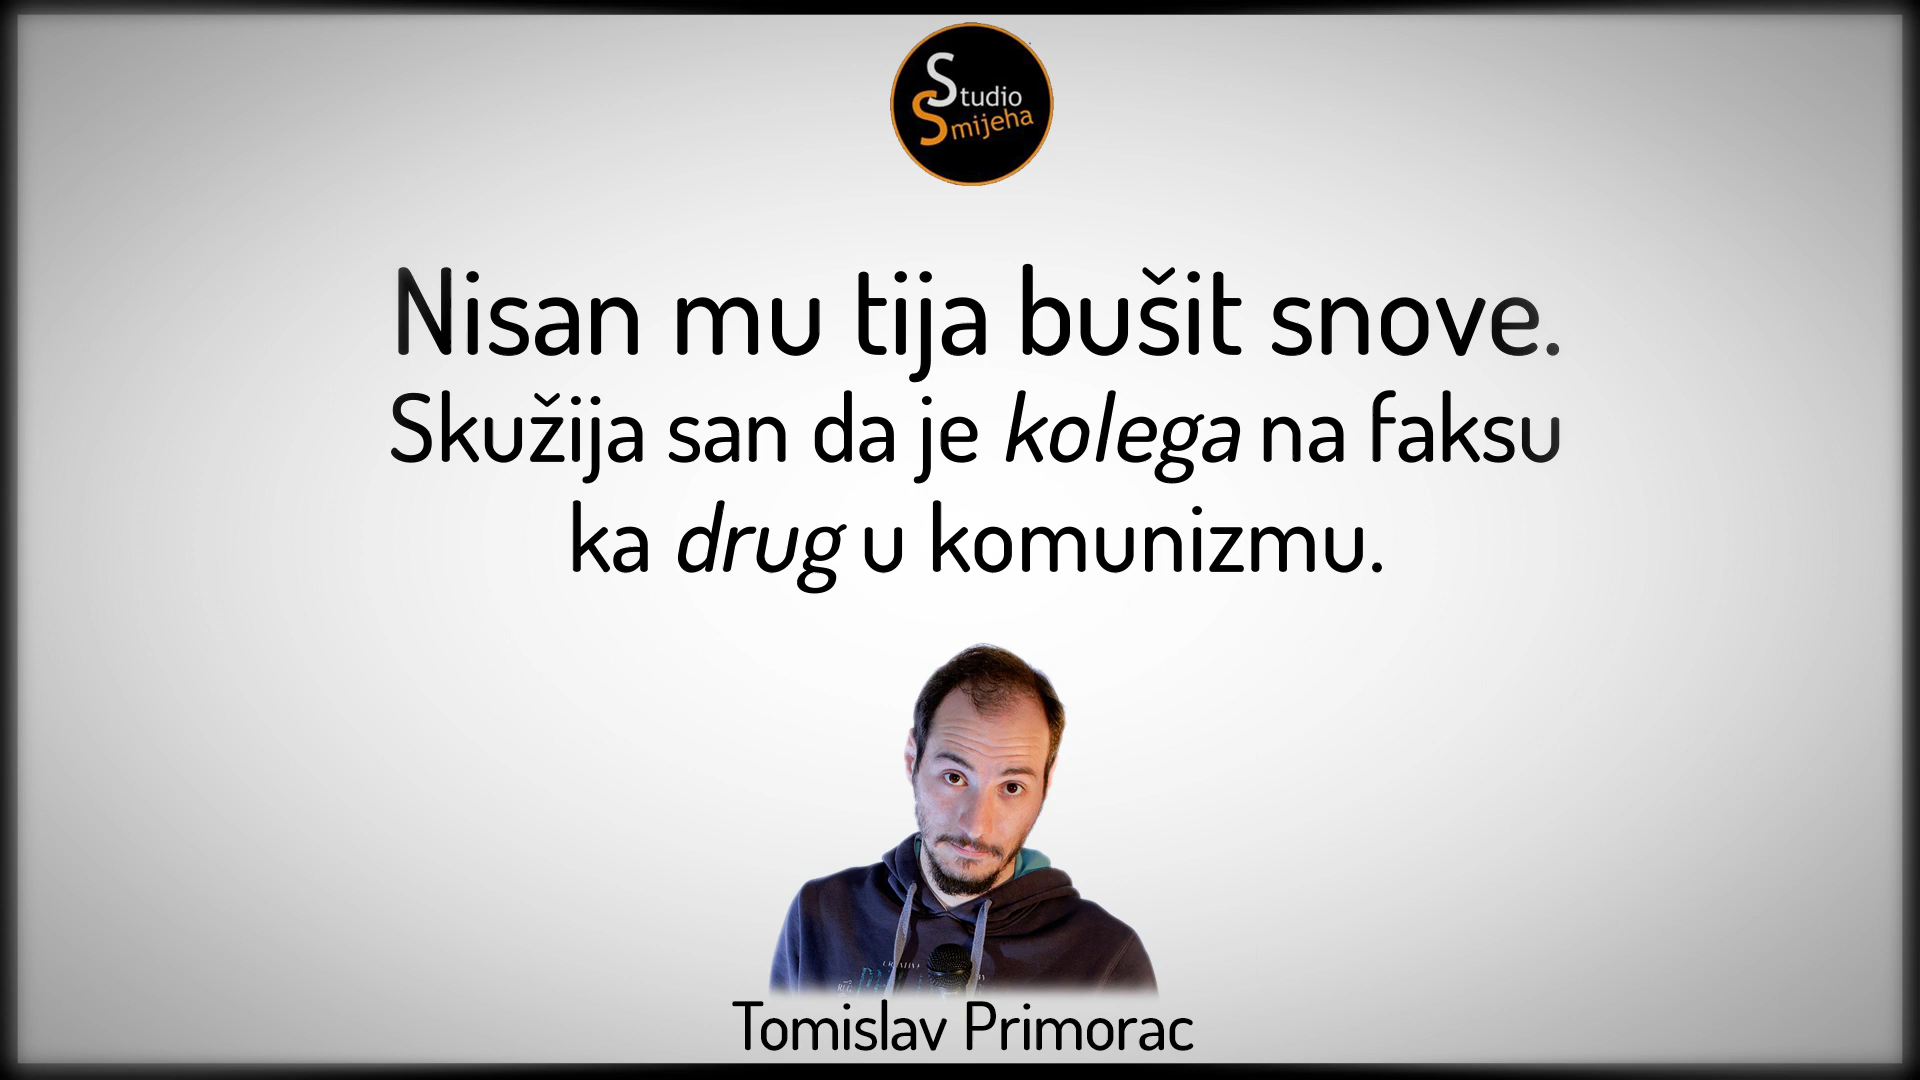 Studio
Smijeha
Nisan mu tija bušit snove.
Skužija san da je kolega na faksu
ka drug u komunizmu.
Tomislav Primorac